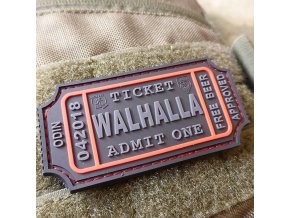 ODIN
042018
TICKET
WALHALLA
ADMIT ONE
FREE BEER
APPROVED